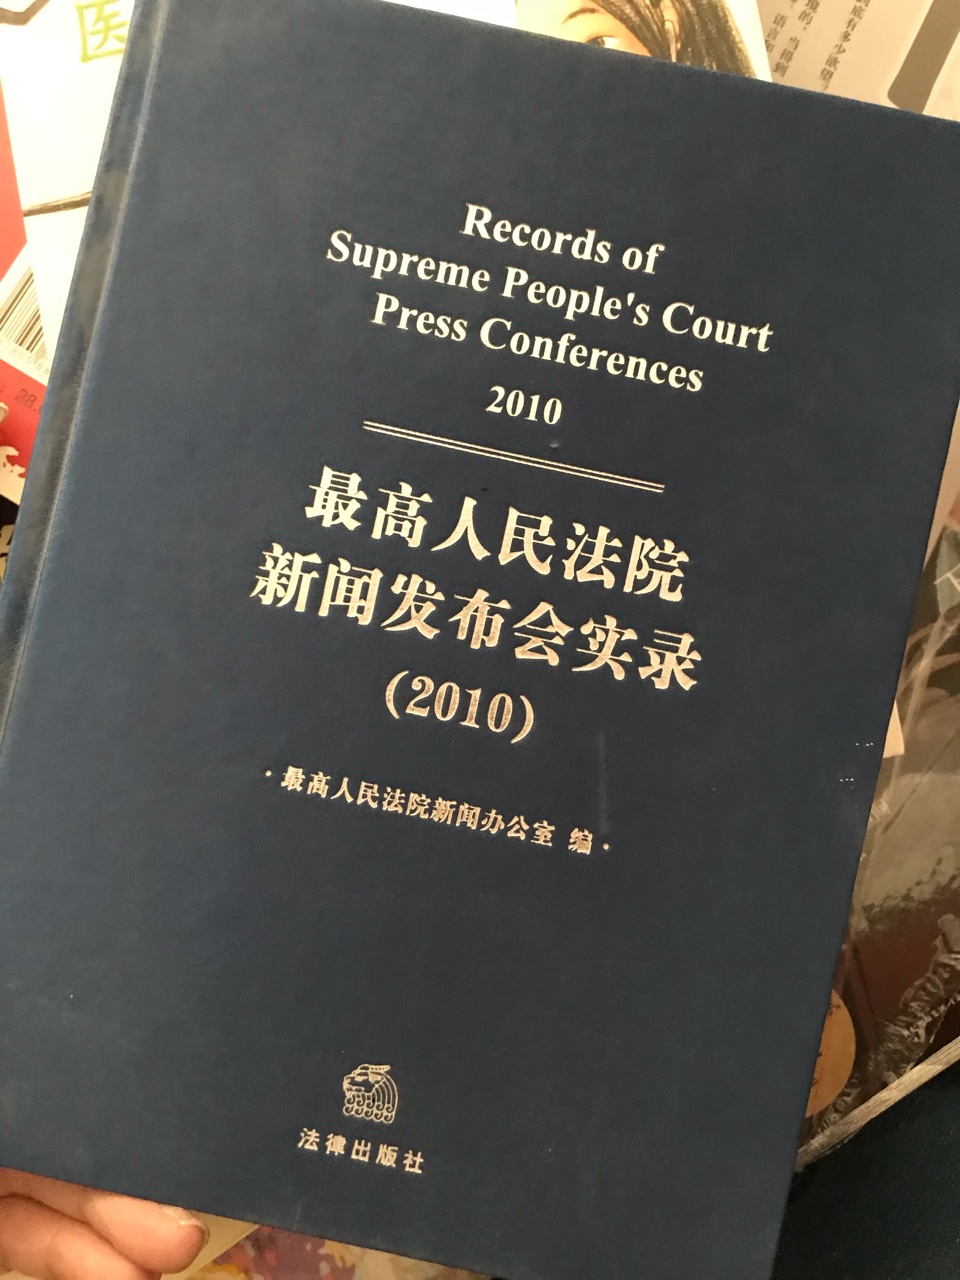 医
Records of
Supreme People's Court
Press Conferences
2010
最高人民法院
新闻发布会实录
(2010)
·最高人民法院新闻办公室 编·
法律出版社